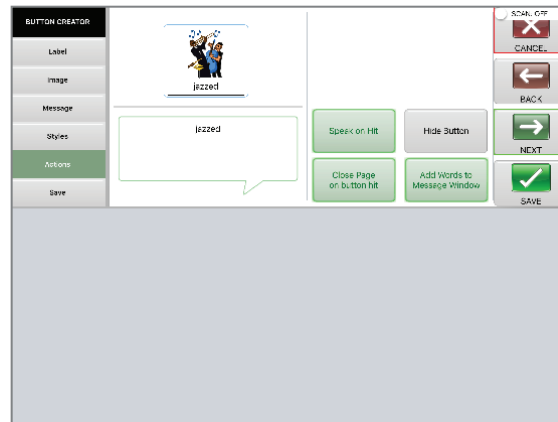 BUTTON CREATOR
Label
Image
Message
Styles
Actions
Save
jazzed
jazzed
Speak on Hit
Hide Button
Close Page
on button hit
Add Words to
Message Window
SCAN: OFF
CANCEL
BACK
NEXT
SAVE